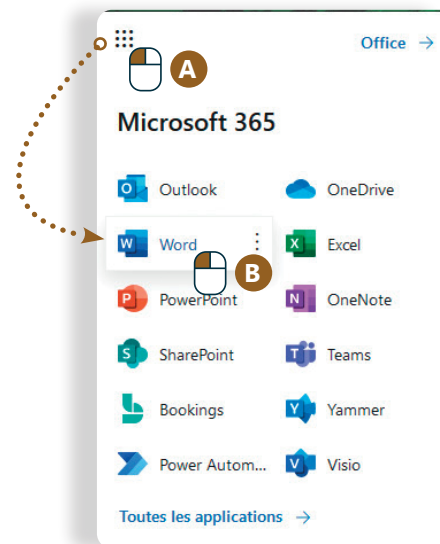 Office →
A
Microsoft 365
Outlook OneDrive
Word Excel
B
PowerPoint OneNote
SharePoint Teams
Bookings Yammer
Power Autom... Visio
Toutes les applications →